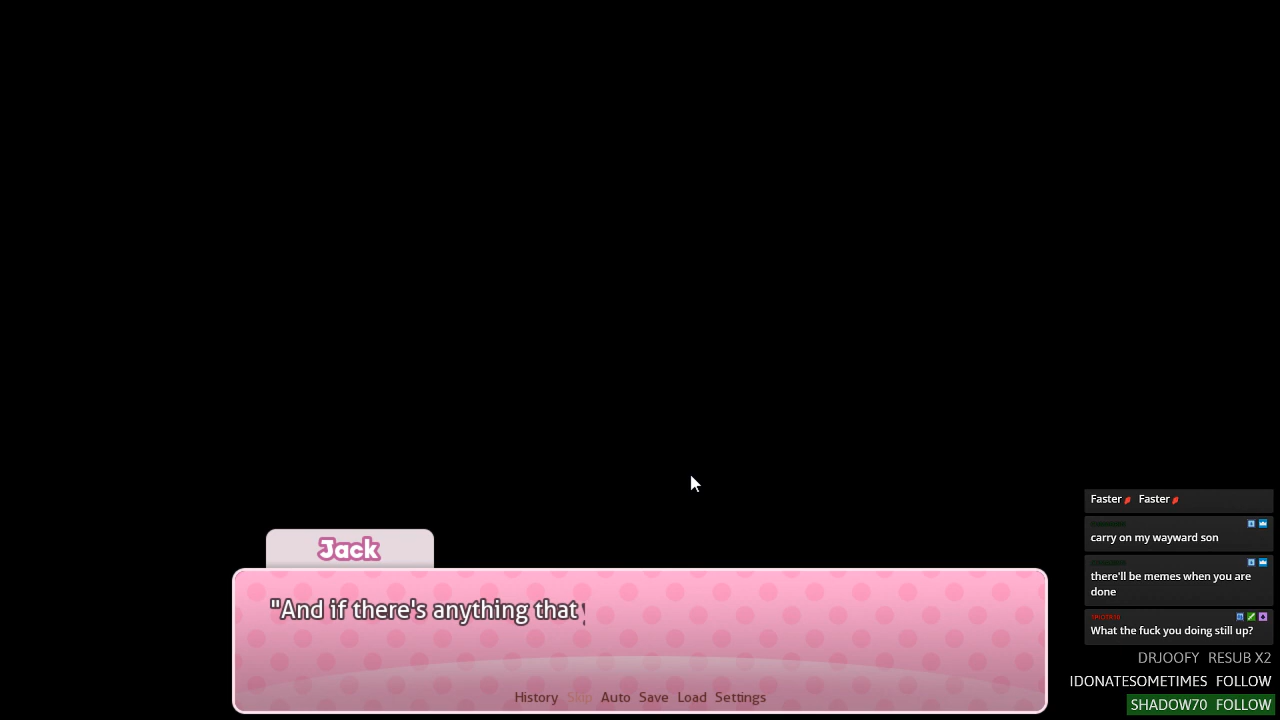 Faster Faster
carry on my wayward son
there'll be memes when you are
done
What the fuck you doing still up?
DRJOOFY RESUB X2
IDONATESOMETIMES FOLLOW
SHADOW70 FOLLOW
Jack
"And if there's anything that
History Skip Auto Save Load Settings